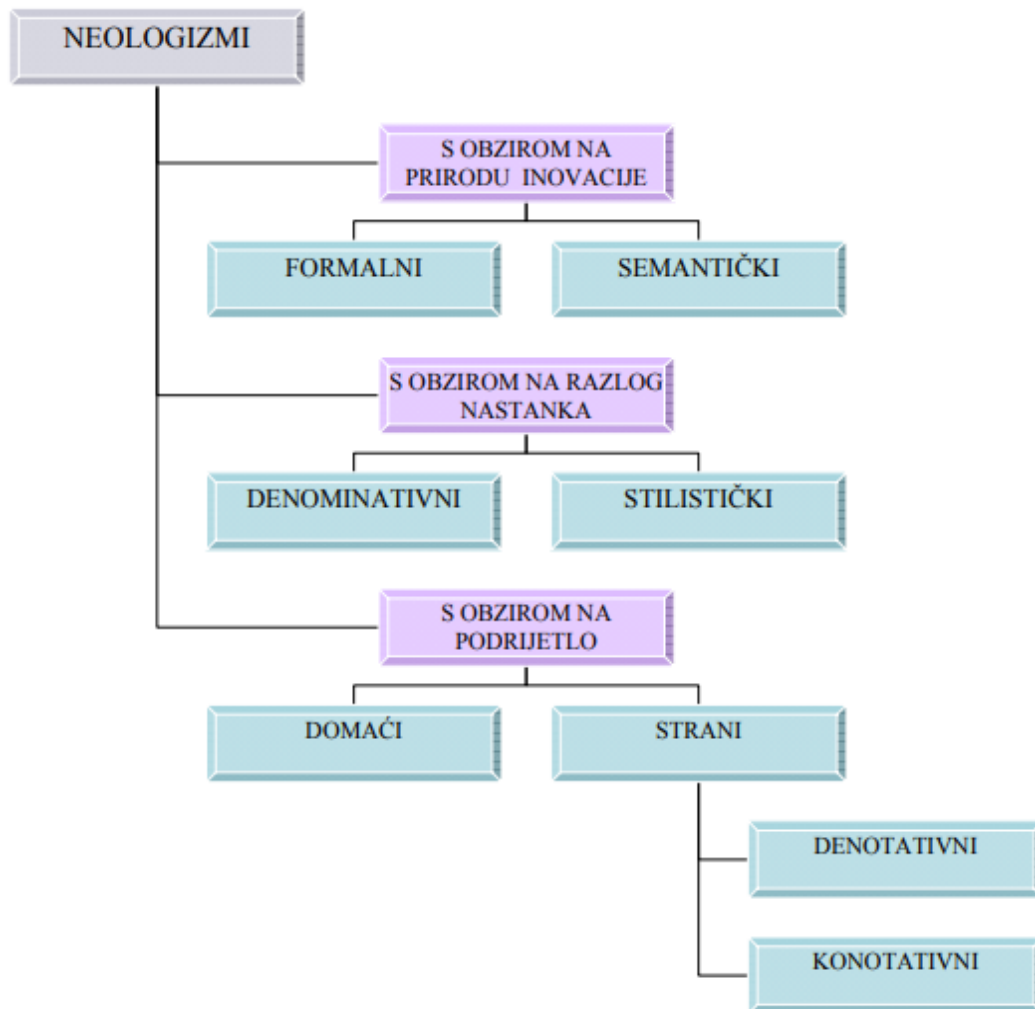 NEOLOGIZMI
S OBZIROM NA
PRIRODU INOVACIJE
FORMALNI
SEMANTIČKI
S OBZIROM NA RAZLOG
NASTANKA
DENOMINATIVNI
STILISTIČKI
S OBZIROM NA
PODRIJETLO
DOMAĆI
STRANI
DENOTATIVNI
KONOTATIVNI